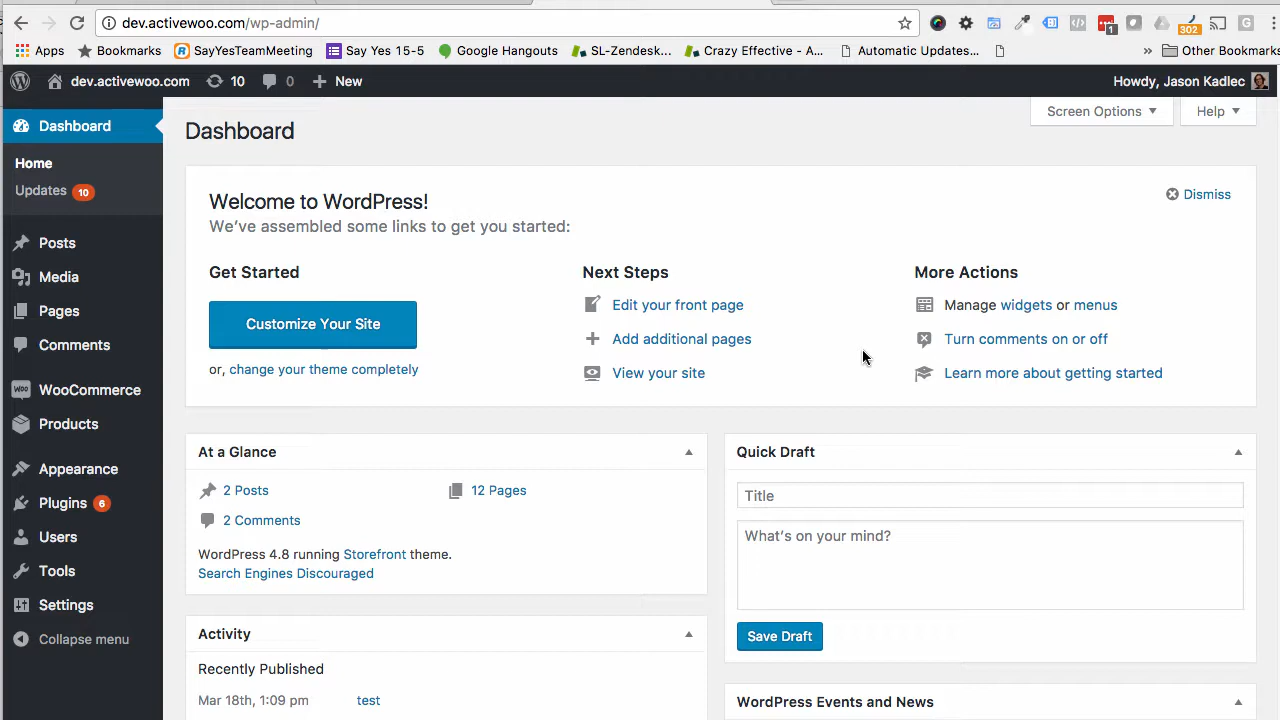 dev.activewoo.com/wp-admin/
1
302
Apps
Bookmarks
SayYesTeamMeeting
Say Yes 15-5
Google Hangouts
SL-Zendesk...
Crazy Effective - A...
Automatic Updates...
»
Other Bookmarks
dev.activewoo.com
10
0
New
Howdy, Jason Kadlec
Dashboard
Home
Updates 10
Posts
Media
Pages
Comments
WooCommerce
Products
Appearance
Plugins 6
Users
Tools
Settings
Collapse menu
Screen Options
Help
Dashboard
Welcome to WordPress!
Dismiss
We've assembled some links to get you started:
Get Started
Customize Your Site
or, change your theme completely
Next Steps
Edit your front page
Add additional pages
View your site
More Actions
Manage widgets or menus
Turn comments on or off
Learn more about getting started
At a Glance
2 Posts
12 Pages
2 Comments
WordPress 4.8 running Storefront theme.
Search Engines Discouraged
Activity
Recently Published
Mar 18th, 1:09 pm test
Quick Draft
Title
What's on your mind?
Save Draft
WordPress Events and News